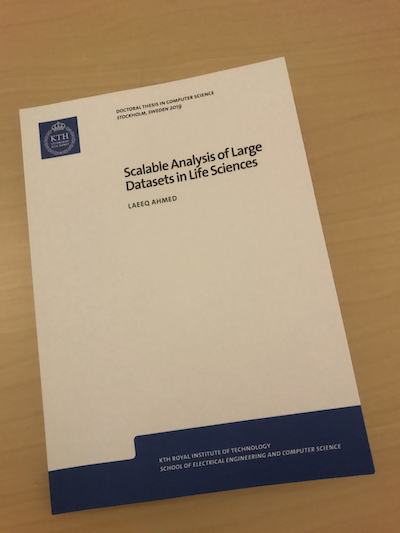 DOCTORAL THESIS IN COMPUTER SCIENCE
STOCKHOLM, SWEDEN 2019
KTH
Scalable Analysis of Large
Datasets in Life Sciences
LAEEQ AHMED
KTH ROYAL INSTITUTE OF TECHNOLOGY
SCHOOL OF ELECTRICAL ENGINEERING AND COMPUTER SCIENCE